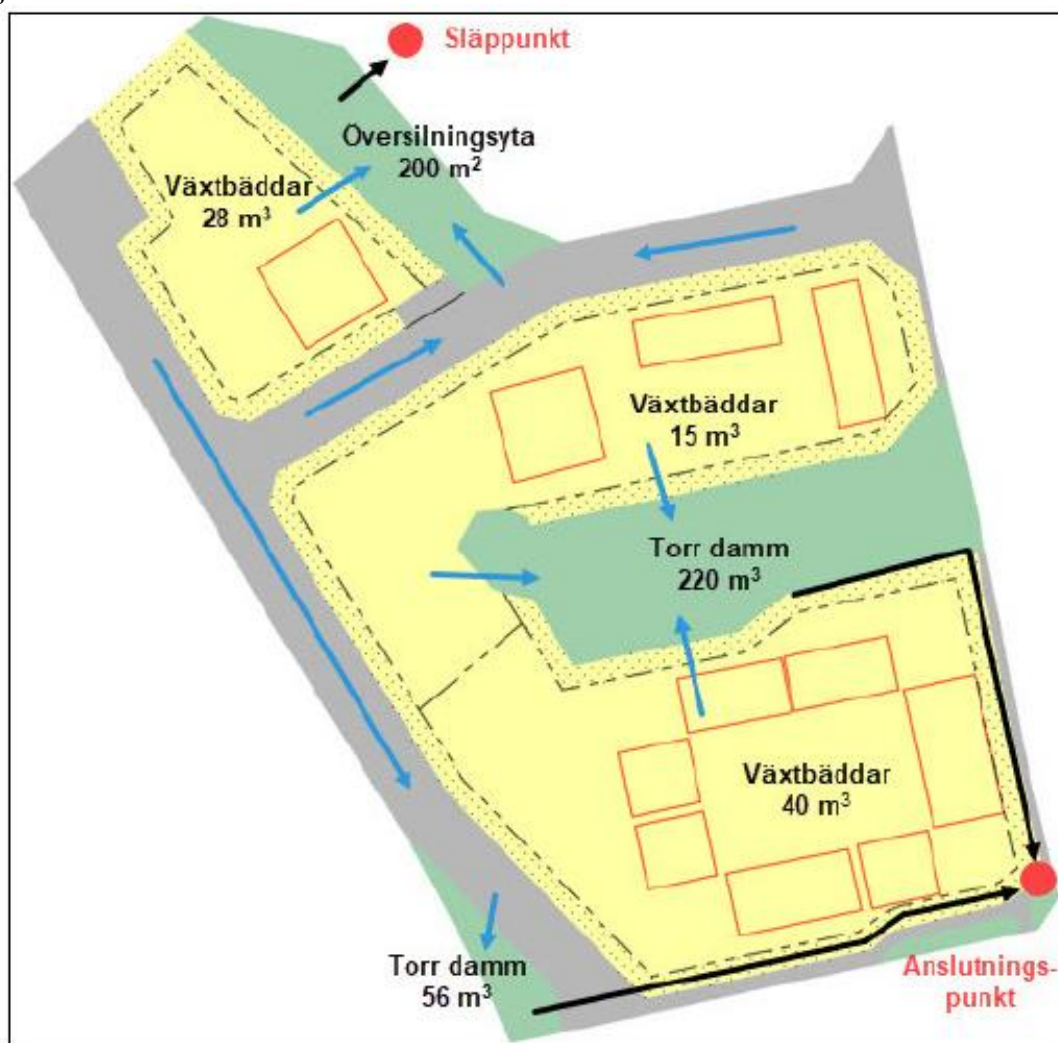 Släppunkt
Översilningsyta
200 m²
Växtbäddar
28 m³
Växtbäddar
15 m³
Torr damm
220 m³
Växtbäddar
40 m³
Torr damm
56 m³
Anslutnings-
punkt